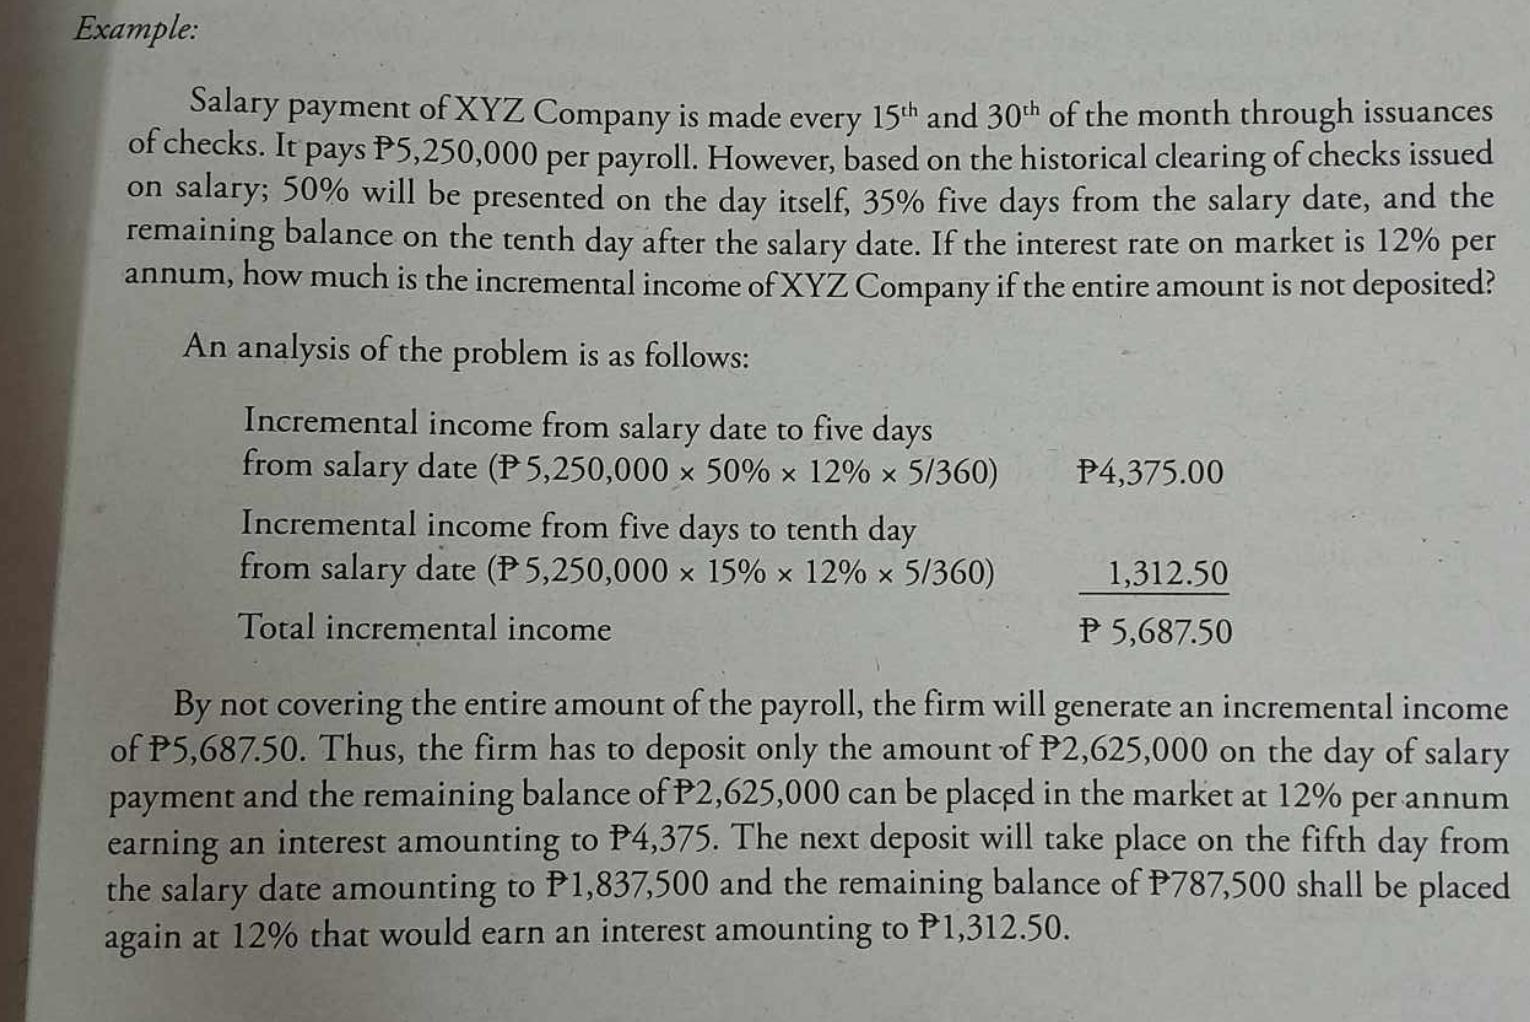 Example:
Salary payment of XYZ Company is made every 15th and 30th of the month through issuances
of checks. It pays ₱5,250,000 per payroll. However, based on the historical clearing of checks issued
on salary; 50% will be presented on the day itself, 35% five days from the salary date, and the
remaining balance on the tenth day after the salary date. If the interest rate on market is 12% per
annum, how much is the incremental income of XYZ Company if the entire amount is not deposited?
An analysis of the problem is as follows:
Incremental income from salary date to five days
from salary date (₱5,250,000 × 50% × 12% × 5/360) ₱4,375.00
Incremental income from five days to tenth day
from salary date (₱5,250,000 × 15% × 12% × 5/360) 1,312.50
Total incremental income ₱ 5,687.50
By not covering the entire amount of the payroll, the firm will generate an incremental income
of ₱5,687.50. Thus, the firm has to deposit only the amount of ₱2,625,000 on the day of salary
payment and the remaining balance of ₱2,625,000 can be placed in the market at 12% per annum
earning an interest amounting to ₱4,375. The next deposit will take place on the fifth day from
the salary date amounting to ₱1,837,500 and the remaining balance of ₱787,500 shall be placed
again at 12% that would earn an interest amounting to ₱1,312.50.